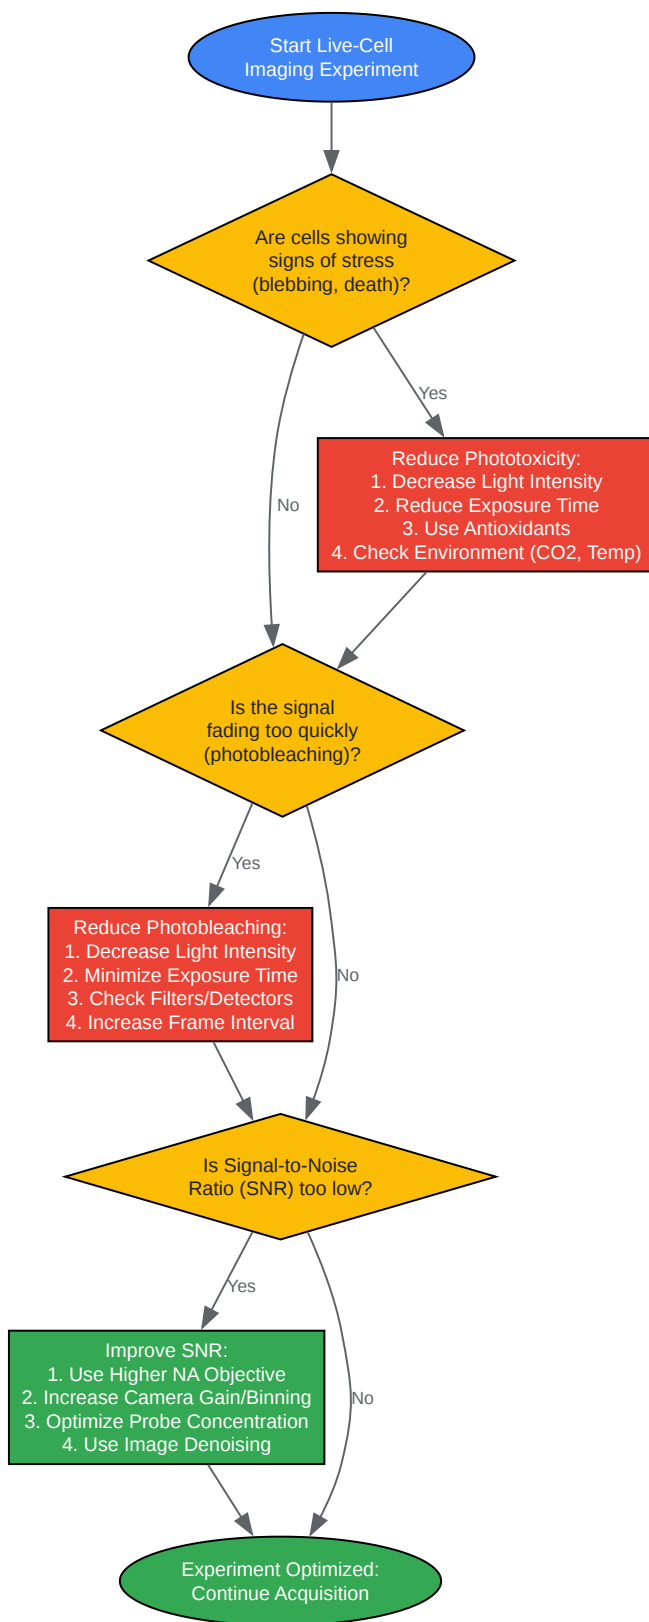 Start Live-Cell
Imaging Experiment
Are cells showing
signs of stress
(blebbing, death)?
Yes
No
Reduce Phototoxicity:
1. Decrease Light Intensity
2. Reduce Exposure Time
3. Use Antioxidants
4. Check Environment (CO2, Temp)
Is the signal
fading too quickly
(photobleaching)?
Yes
No
Reduce Photobleaching:
1. Decrease Light Intensity
2. Minimize Exposure Time
3. Check Filters/Detectors
4. Increase Frame Interval
Is Signal-to-Noise
Ratio (SNR) too low?
Yes
No
Improve SNR:
1. Use Higher NA Objective
2. Increase Camera Gain/Binning
3. Optimize Probe Concentration
4. Use Image Denoising
Experiment Optimized:
Continue Acquisition